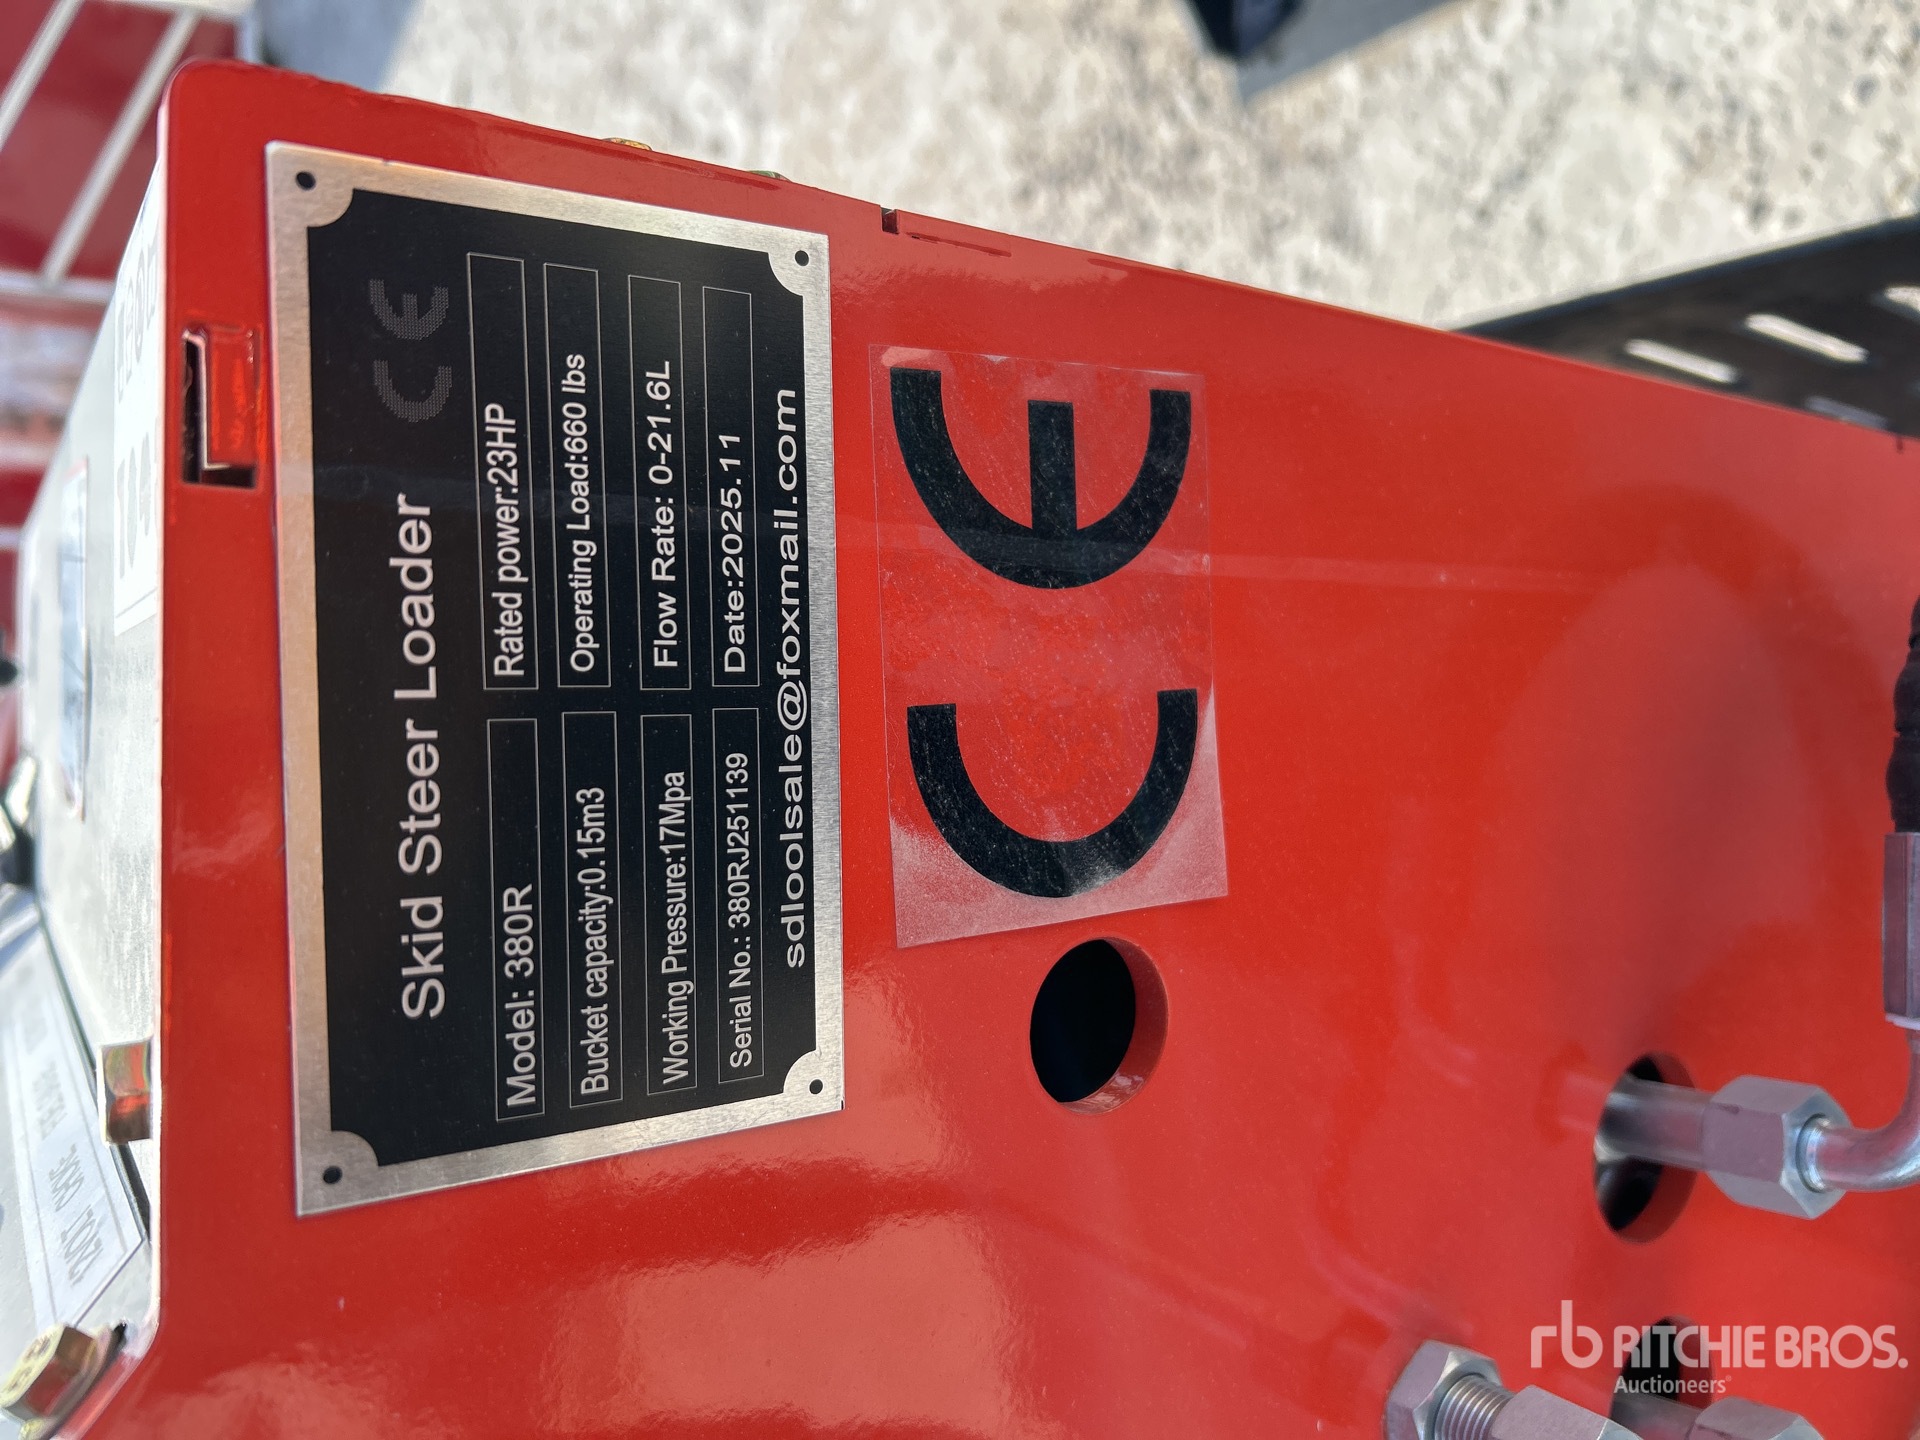 CE
Skid Steer Loader
Model: 380R
Rated power:23HP
Bucket capacity:0.15m3
Operating Load:660 lbs
Working Pressure:17Mpa
Flow Rate: 0-21.6L
Serial No.: 380RJ251139
Date:2025.11
sdloolsale@foxmail.com
CE
rb RITCHIE BROS.
Auctioneers